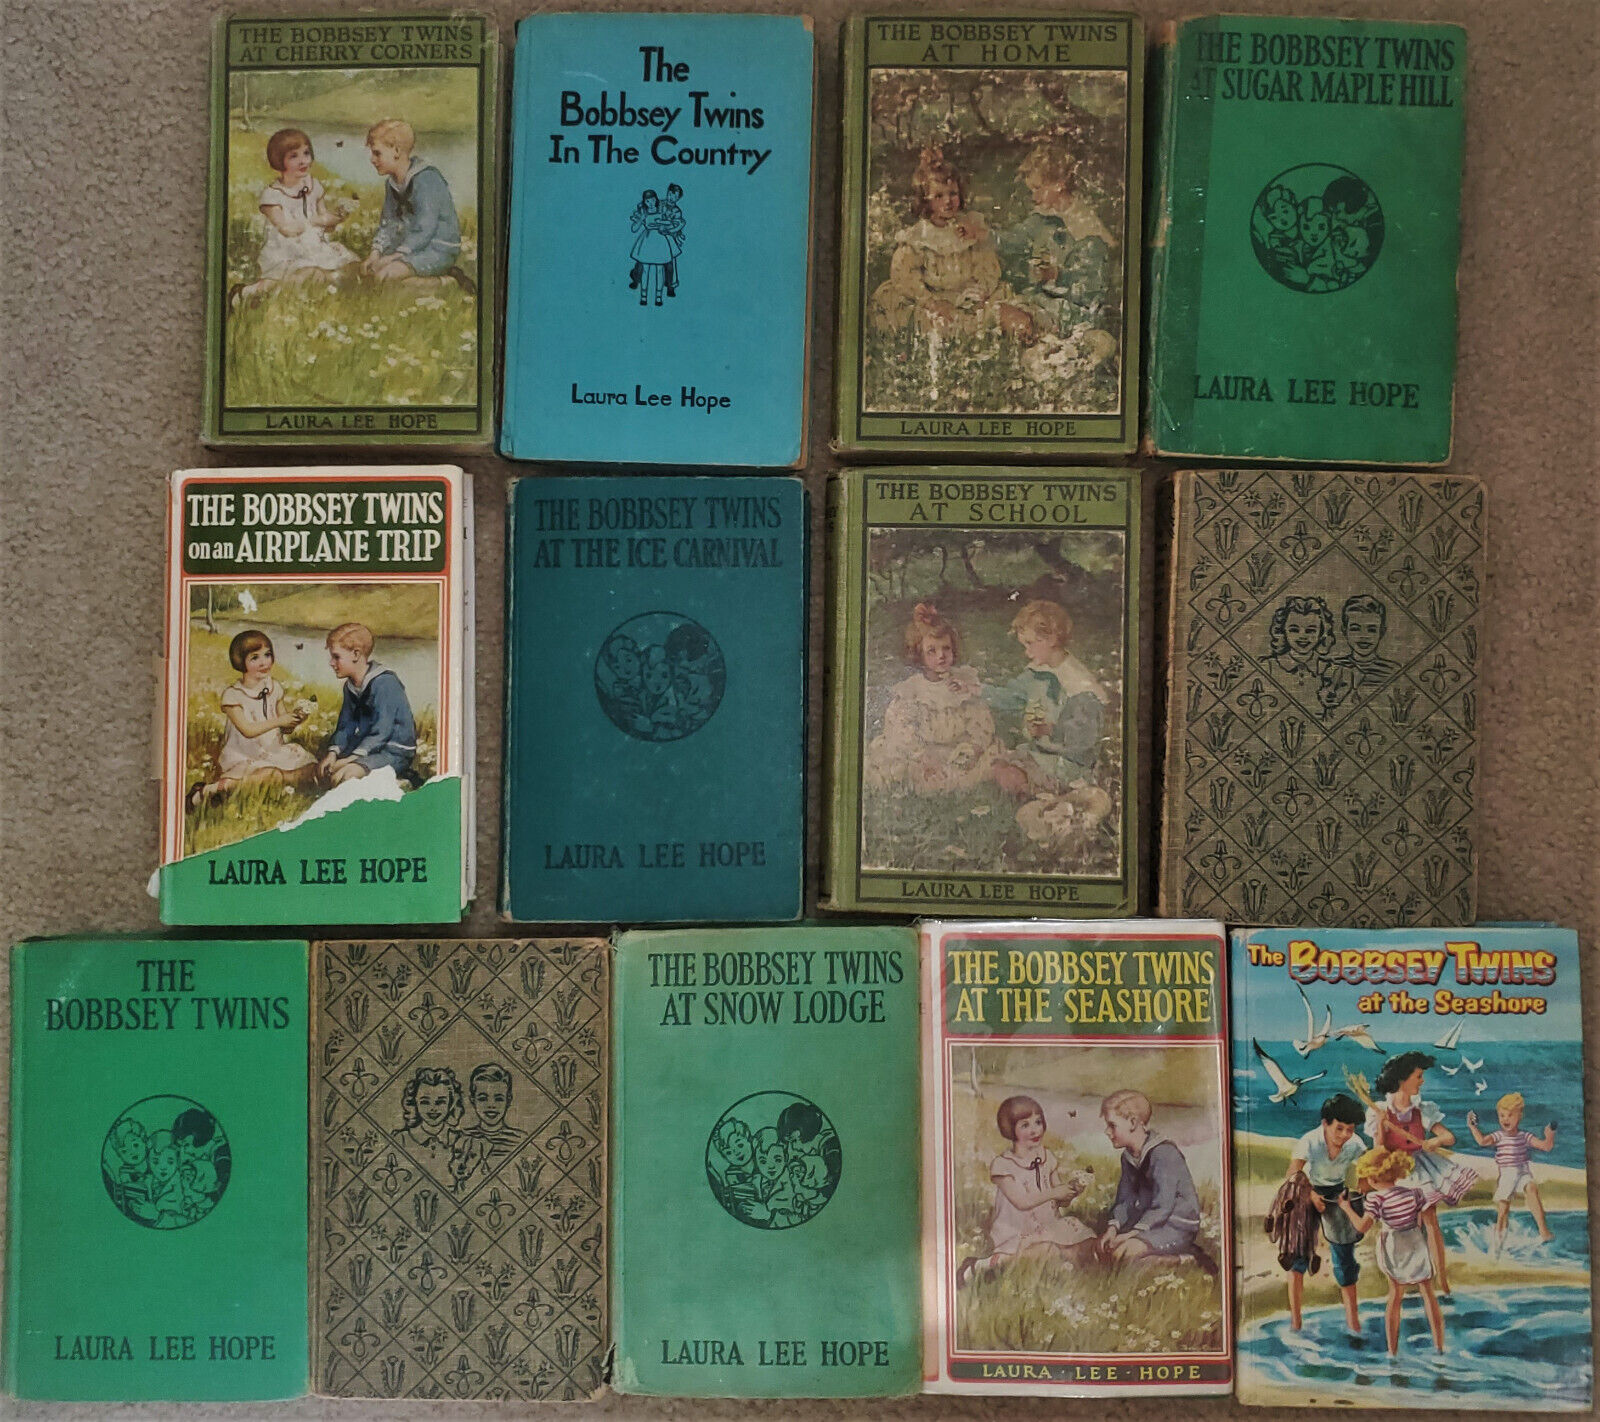 THE BOBBSEY TWINS
AT CHERRY CORNERS
LAURA LEE HOPE
The
Bobbsey Twins
In The Country
Laura Lee Hope
THE BOBBSEY TWINS
AT HOME
LAURA LEE HOPE
THE BOBBSEY TWINS
AT SUGAR MAPLE HILL
LAURA LEE HOPE
THE BOBBSEY TWINS
on an AIRPLANE TRIP
LAURA LEE HOPE
THE BOBBSEY TWINS
AT THE ICE CARNIVAL
LAURA LEE HOPE
THE BOBBSEY TWINS
AT SCHOOL
LAURA LEE HOPE
THE
BOBBSEY TWINS
LAURA LEE HOPE
THE BOBBSEY TWINS
AT SNOW LODGE
LAURA LEE HOPE
THE BOBBSEY TWINS
AT THE SEASHORE
LAURA · LEE · HOPE
The BOBBSEY TWINS
at the Seashore